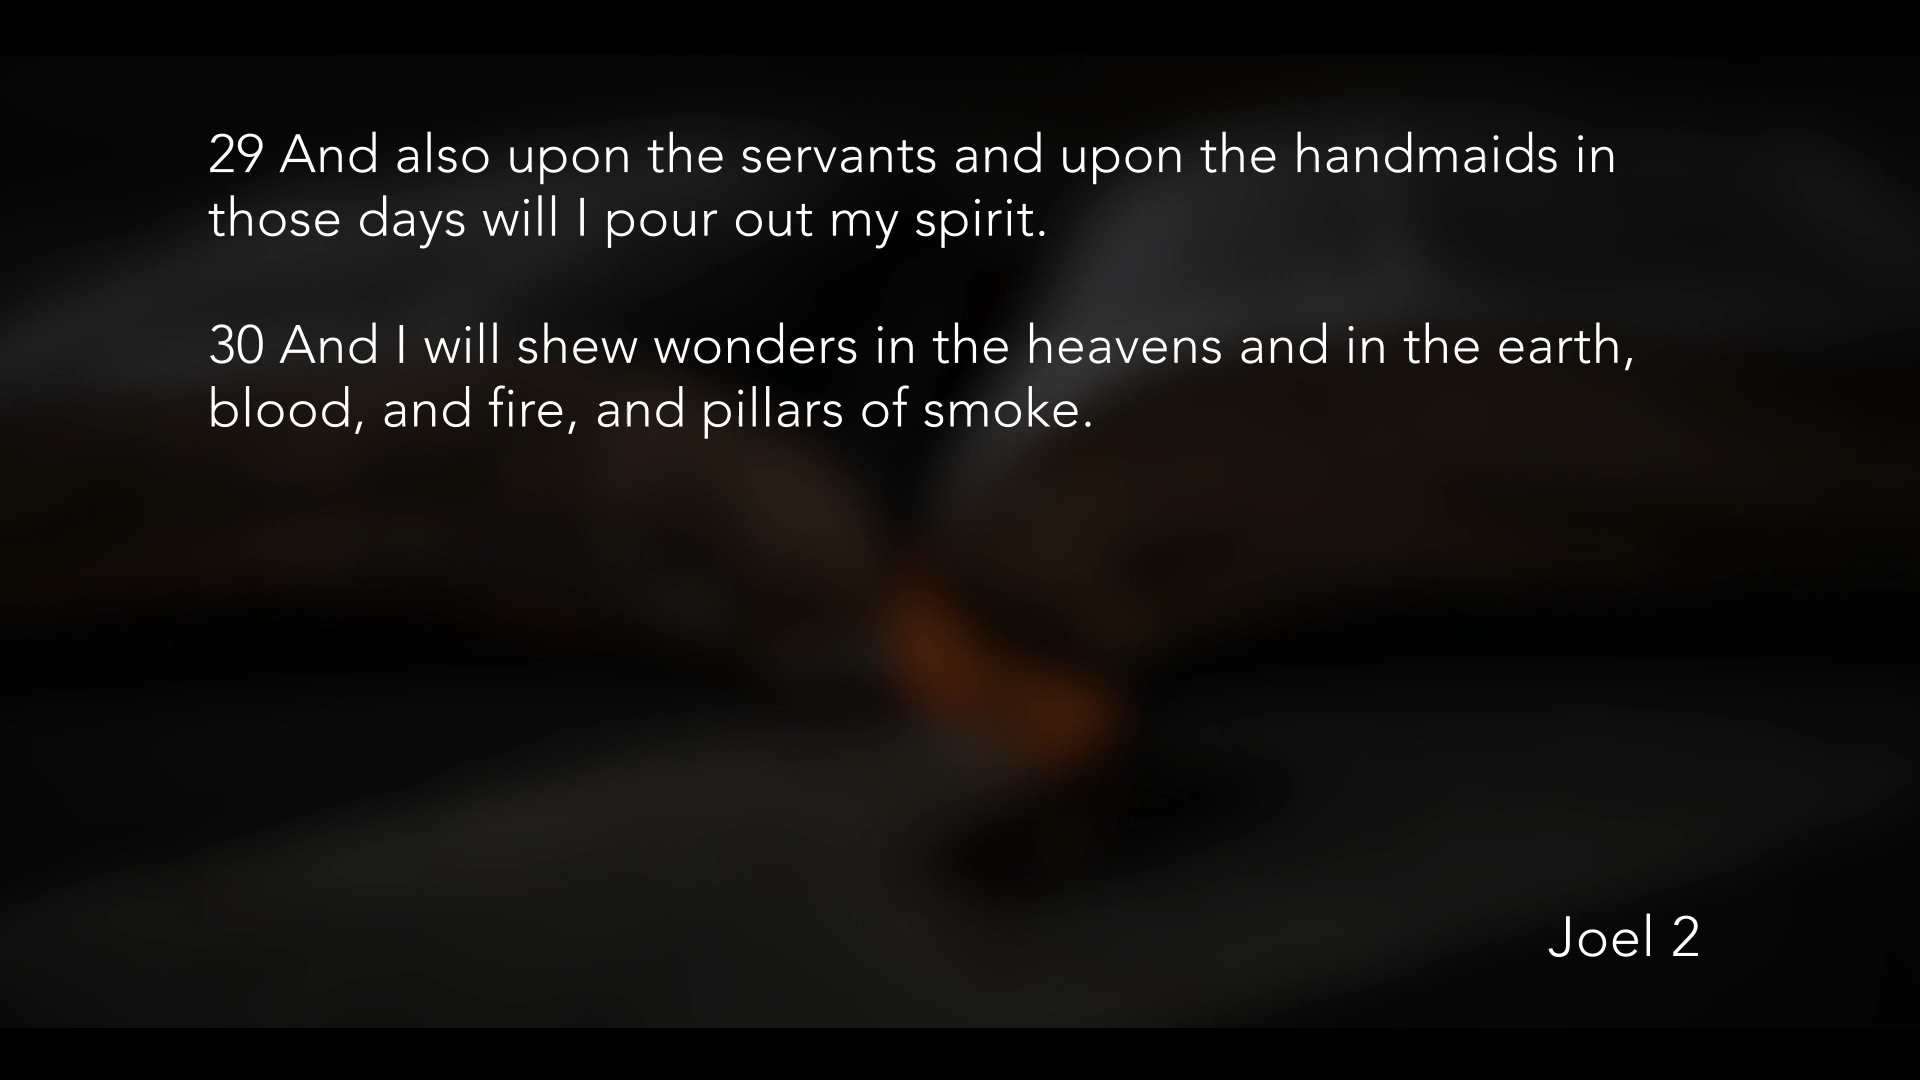 29 And also upon the servants and upon the handmaids in
those days will I pour out my spirit.
30 And I will shew wonders in the heavens and in the earth,
blood, and fire, and pillars of smoke.
Joel 2